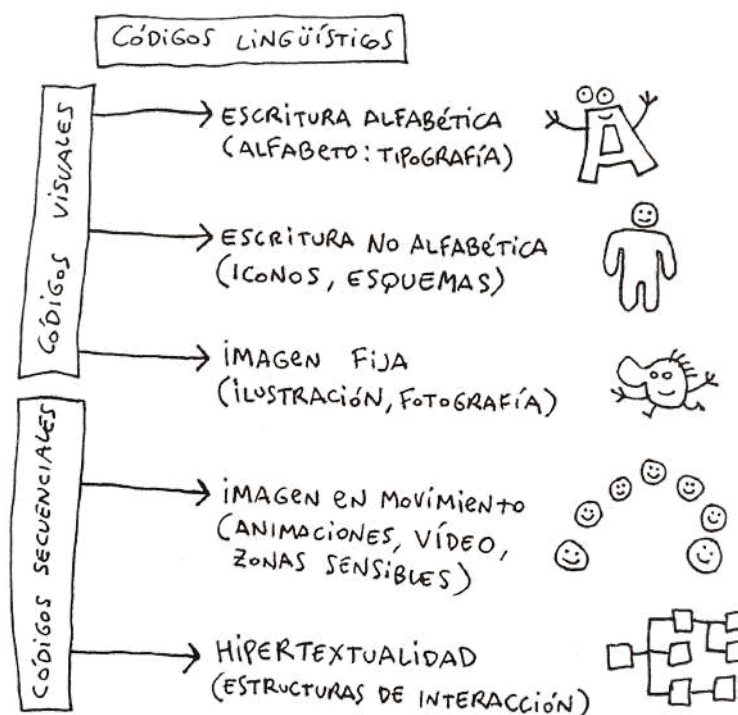 CÓDIGOS LINGÜÍSTICOS
CÓDIGOS VISUALES
ESCRITURA ALFABÉTICA
(ALFABETO: TIPOGRAFÍA)
A
ESCRITURA NO ALFABÉTICA
(ICONOS, ESQUEMAS)
IMAGEN FIJA
(ILUSTRACIÓN, FOTOGRAFÍA)
CÓDIGOS SECUENCIALES
IMAGEN EN MOVIMIENTO
(ANIMACIONES, VÍDEO,
ZONAS SENSIBLES)
HIPERTEXTUALIDAD
(ESTRUCTURAS DE INTERACCIÓN)